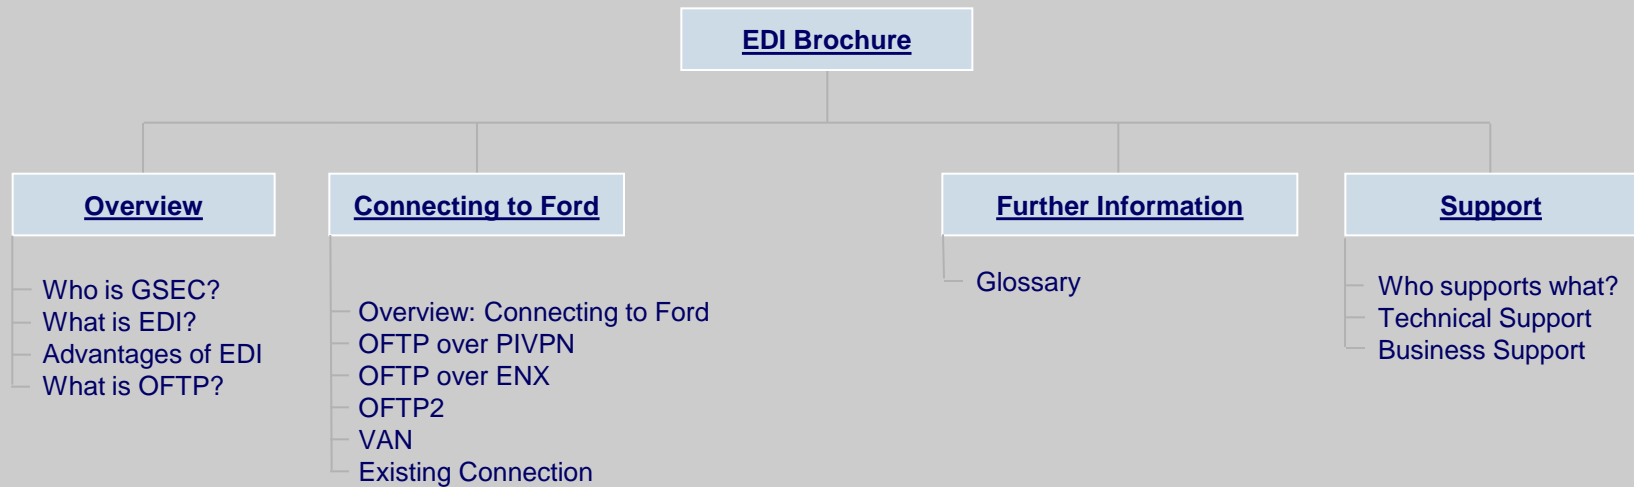 EDI Brochure
Overview
Who is GSEC?
What is EDI?
Advantages of EDI
What is OFTP?
Connecting to Ford
Overview: Connecting to Ford
OFTP over PIVPN
OFTP over ENX
OFTP2
VAN
Existing Connection
Further Information
Glossary
Support
Who supports what?
Technical Support
Business Support